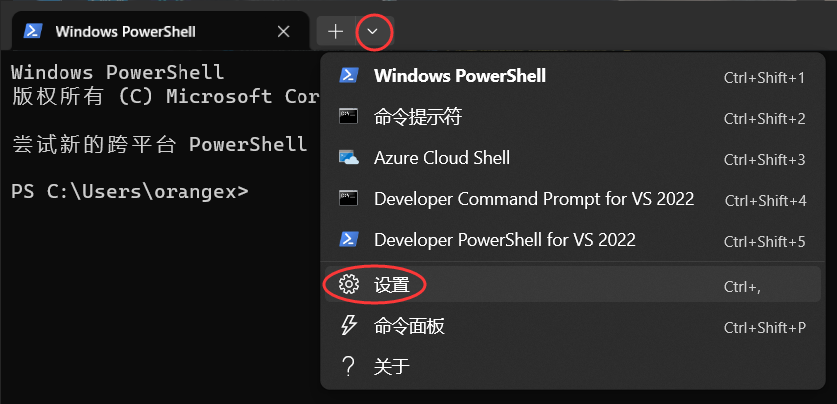 Windows PowerShell
Windows PowerShell
版权所有 (C) Microsoft Cor
尝试新的跨平台 PowerShell
PS C:\Users\orangex>
Windows PowerShell Ctrl+Shift+1
命令提示符 Ctrl+Shift+2
Azure Cloud Shell Ctrl+Shift+3
Developer Command Prompt for VS 2022 Ctrl+Shift+4
Developer PowerShell for VS 2022 Ctrl+Shift+5
设置 Ctrl+,
命令面板 Ctrl+Shift+P
关于